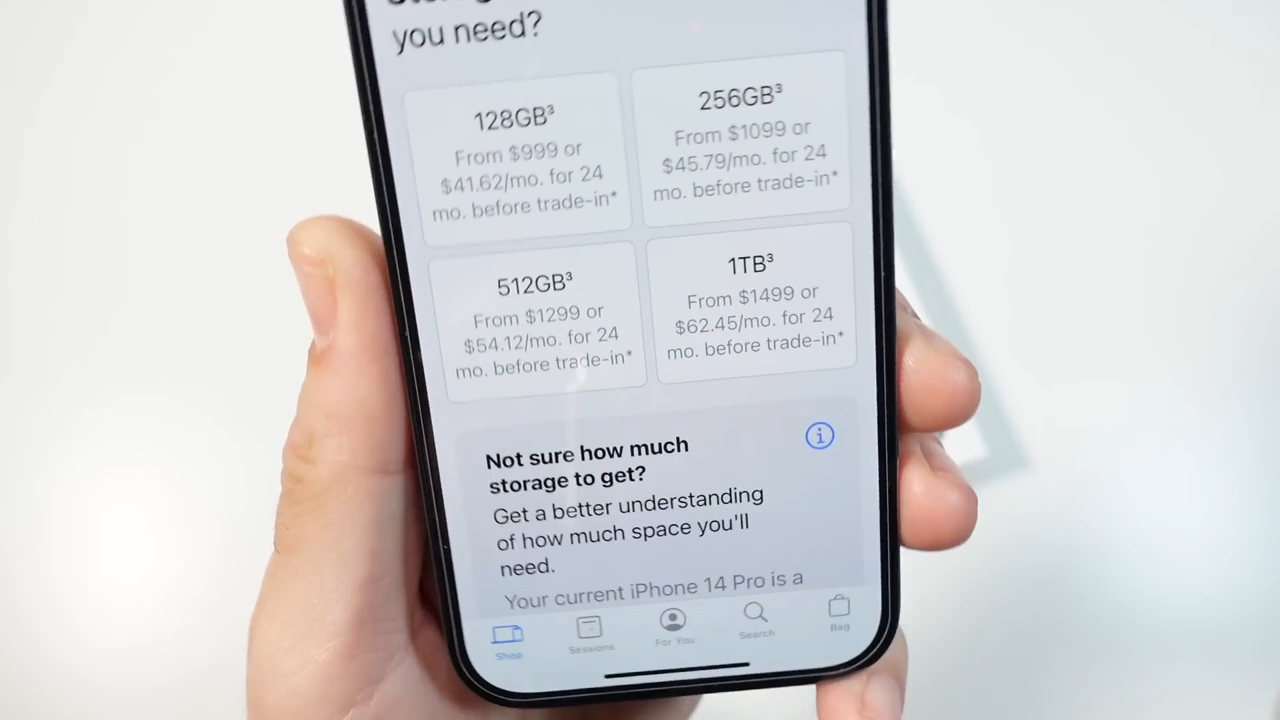 you need?
128GB³
From $999 or
$41.62/mo. for 24
mo. before trade-in*
256GB³
From $1099 or
$45.79/mo. for 24
mo. before trade-in*
512GB³
From $1299 or
$54.12/mo. for 24
mo. before trade-in*
1TB³
From $1499 or
$62.45/mo. for 24
mo. before trade-in*
Not sure how much
storage to get?
Get a better understanding
of how much space you'll
need.
Your current iPhone 14 Pro is a
Shop
Sessions
For You
Search
Bag